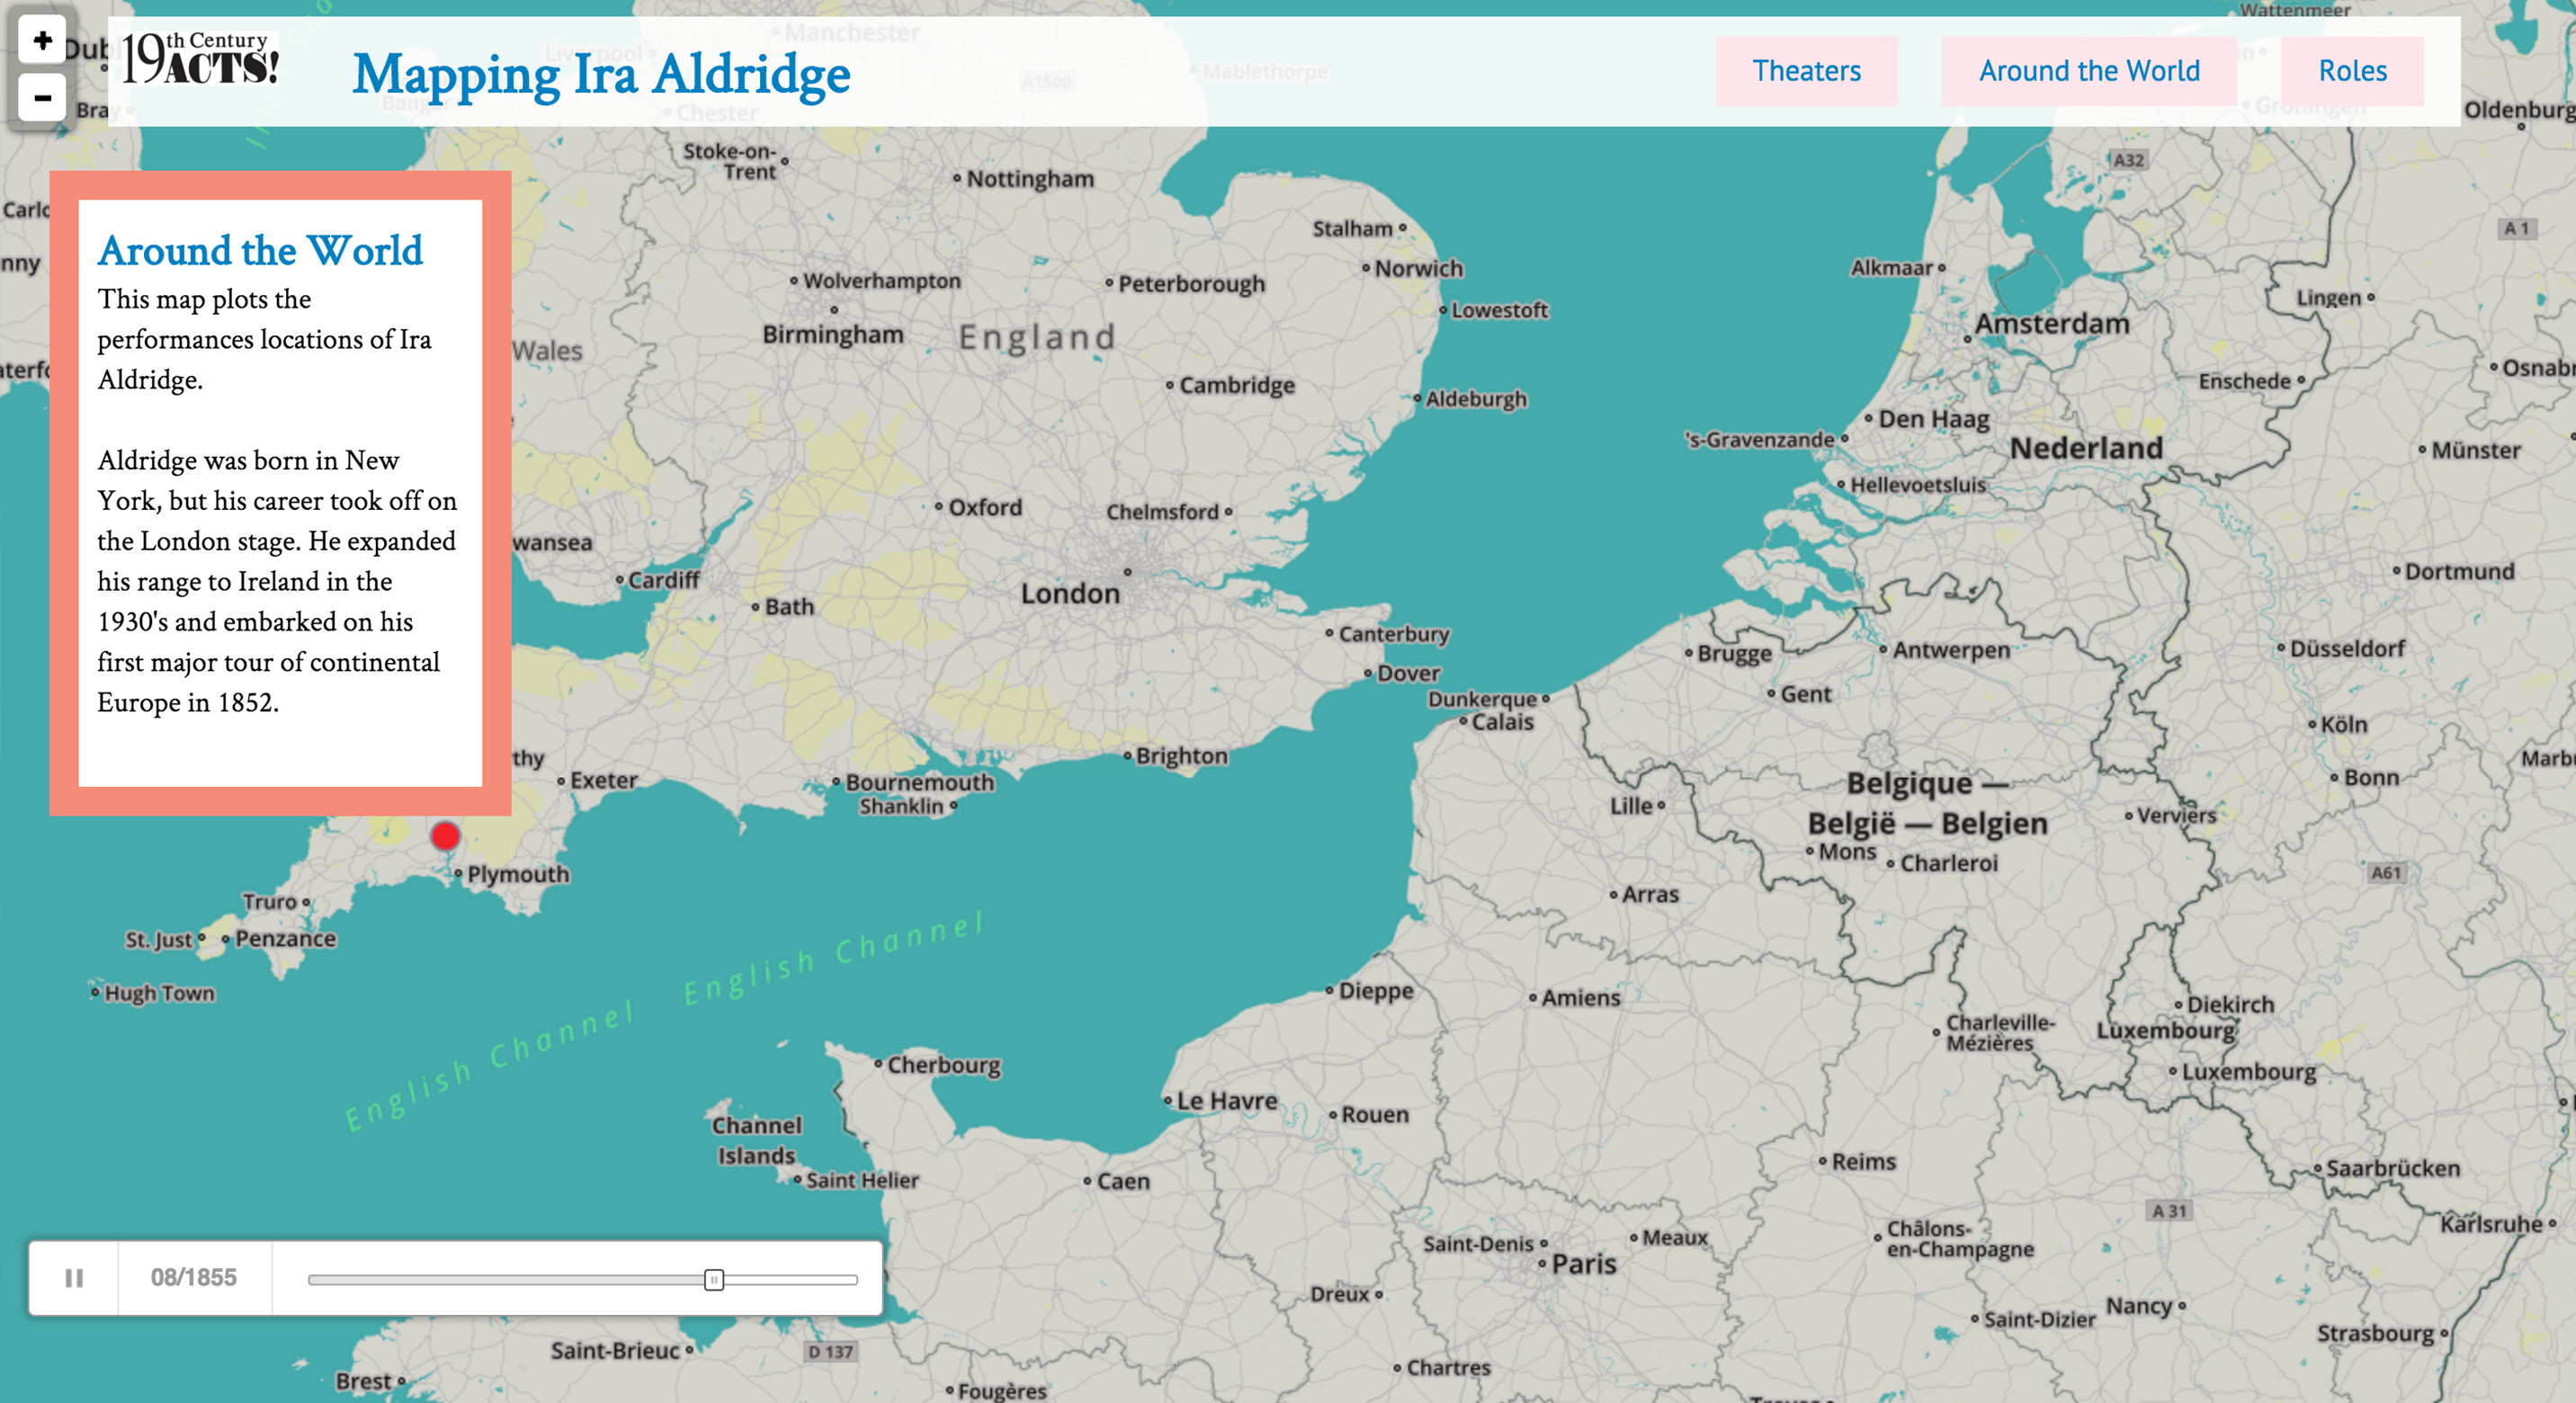 +
−
19th Century
ACTS!
Mapping Ira Aldridge
Theaters
Around the World
Roles
Around the World
This map plots the
performances locations of Ira
Aldridge.
Aldridge was born in New
York, but his career took off on
the London stage. He expanded
his range to Ireland in the
1930's and embarked on his
first major tour of continental
Europe in 1852.
08/1855
Wattenmeer
Manchester
Liverpool
Mablethorpe
A1500
Chester
Groningen
Oldenburg
Bray
Stoke-on-
Trent
Nottingham
A32
Stalham
A 1
Norwich
Alkmaar
Wolverhampton
Peterborough
Lingen
Lowestoft
Birmingham
England
Amsterdam
Wales
Cambridge
Enschede
Aldeburgh
Den Haag
's-Gravenzande
Nederland
Münster
Hellevoetsluis
Oxford
Chelmsford
wansea
Cardiff
London
Dortmund
Bath
Canterbury
Brugge
Antwerpen
Düsseldorf
Dover
Dunkerque
Gent
Calais
Köln
Brighton
thy
Exeter
Bournemouth
Shanklin
Belgique —
België — Belgien
Bonn
Lille
Verviers
Mons
Charleroi
Plymouth
A61
Arras
Truro
St. Just
Penzance
Hugh Town
English Channel
English Channel
Dieppe
Amiens
Diekirch
Charleville-
Mézières
Luxembourg
Cherbourg
Luxembourg
Le Havre
Rouen
Channel
Islands
Saint Helier
Caen
Reims
Saarbrücken
A 31
Karlsruhe
Châlons-
en-Champagne
Saint-Denis
Meaux
Paris
Dreux
Saint-Dizier
Nancy
Strasbourg
Saint-Brieuc
D 137
Chartres
Brest
Fougères